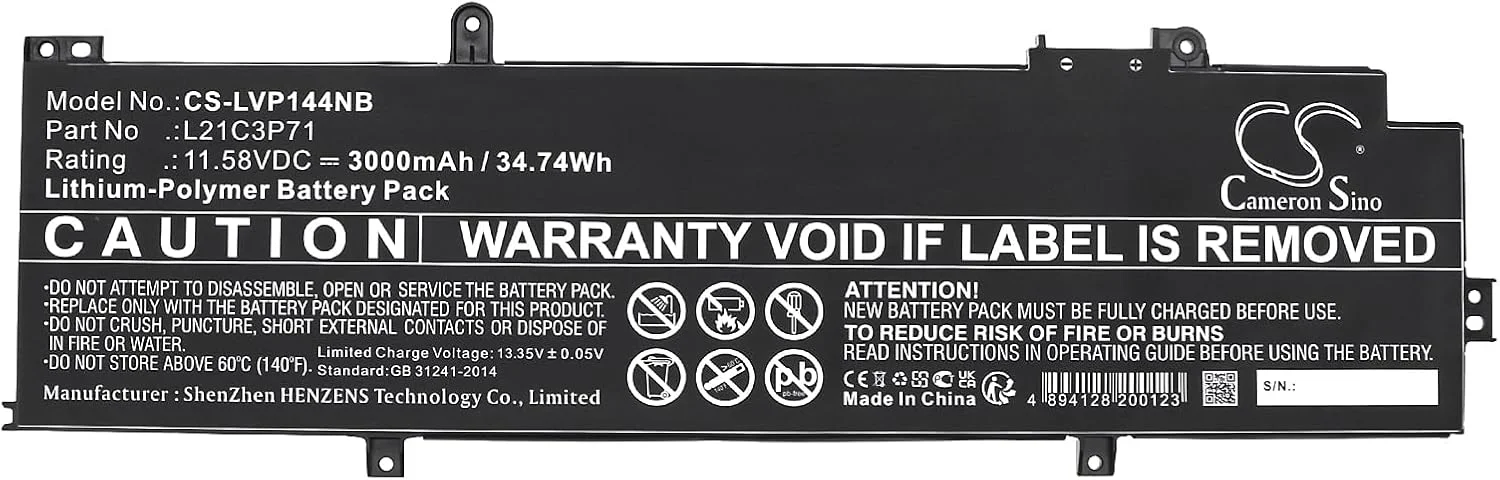 Model No.:CS-LVP144NB
Part No .:L21C3P71
Rating .:11.58VDC ⎓ 3000mAh / 34.74Wh
Lithium-Polymer Battery Pack
Cameron Sino
®
CAUTION
WARRANTY VOID IF LABEL IS REMOVED
•DO NOT ATTEMPT TO DISASSEMBLE, OPEN OR SERVICE THE BATTERY PACK.
•REPLACE ONLY WITH THE BATTERY PACK DESIGNATED FOR THIS PRODUCT.
•DO NOT CRUSH, PUNCTURE, SHORT EXTERNAL CONTACTS OR DISPOSE OF
IN FIRE OR WATER.
•DO NOT STORE ABOVE 60°C (140°F).
Limited Charge Voltage: 13.35V ± 0.05V
Standard:GB 31241-2014
Manufacturer : ShenZhen HENZENS Technology Co., Limited
pb
pb-free
ATTENTION!
NEW BATTERY PACK MUST BE FULLY CHARGED BEFORE USE.
TO REDUCE RISK OF FIRE OR BURNS
READ INSTRUCTIONS IN OPERATING GUIDE BEFORE USING THE BATTERY.
CE
UK
CA
Made In China
4 894128 200123
S/N.: